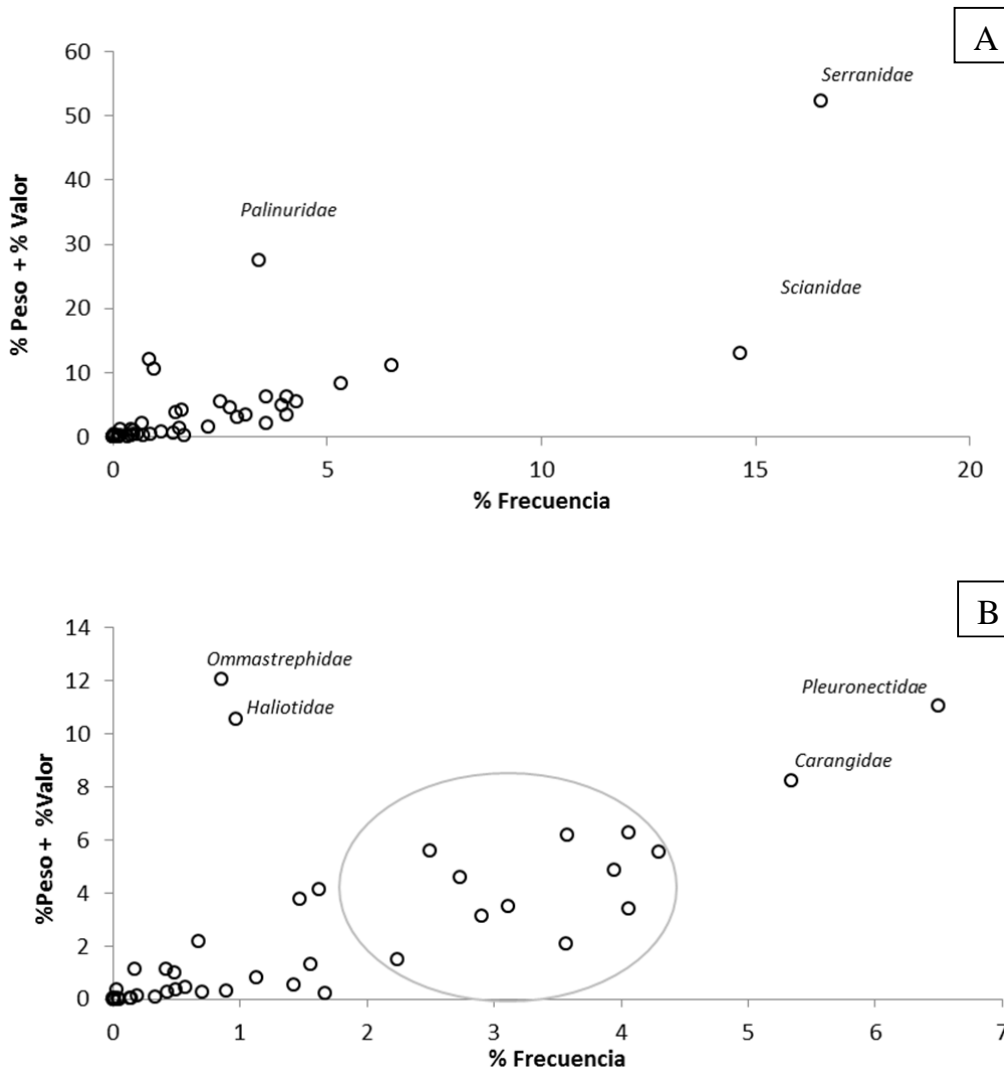 A
60
50
40
30
20
10
0
% Peso + % Valor
Serranidae
Palinuridae
Scianidae
0 5 10 15 20
% Frecuencia
B
14
12
10
8
6
4
2
0
%Peso + %Valor
Ommastrephidae
Haliotidae
Pleuronectidae
Carangidae
0 1 2 3 4 5 6 7
% Frecuencia